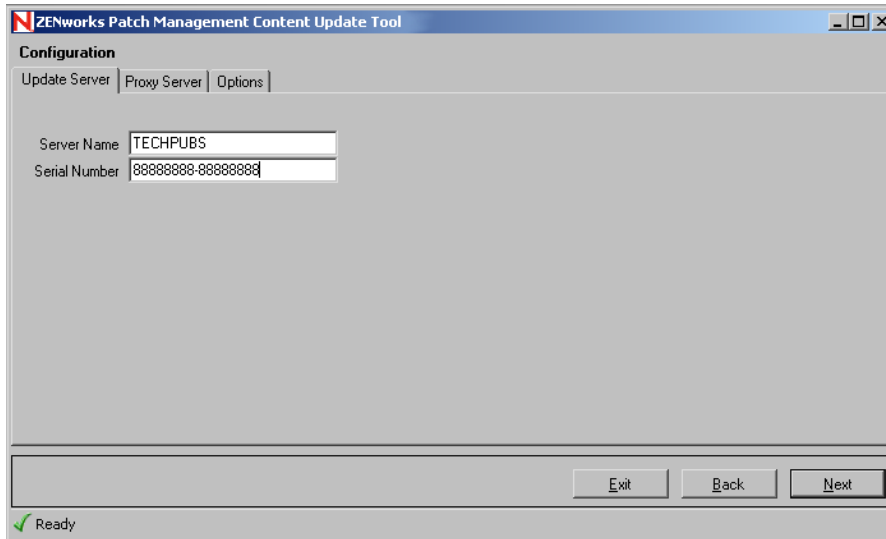 ZENworks Patch Management Content Update Tool
Configuration
Update Server Proxy Server Options
Server Name TECHPUBS
Serial Number 88888888-88888888
Exit Back Next
Ready